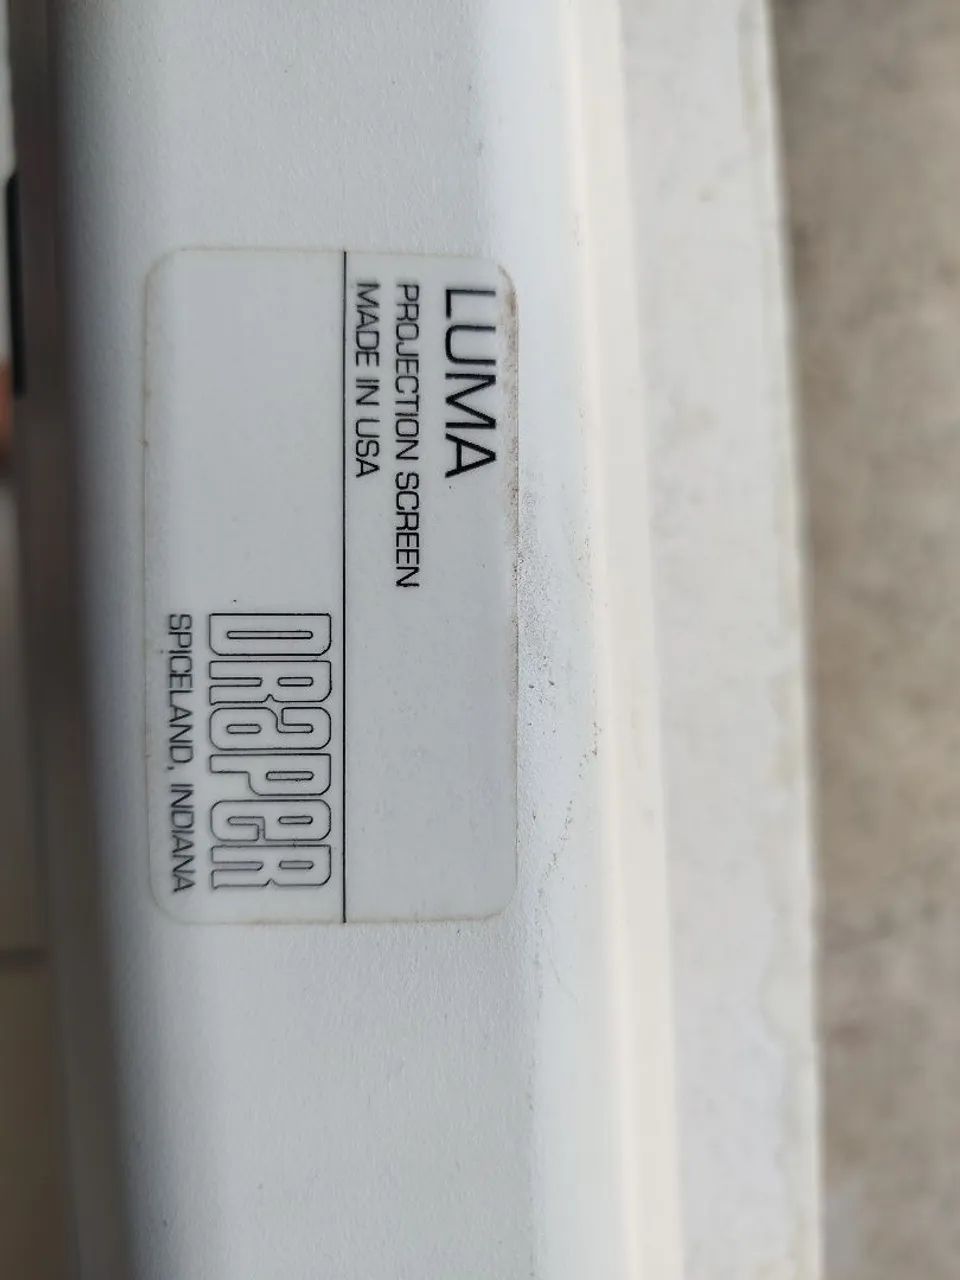 LUMA
PROJECTION SCREEN
MADE IN USA
DRAPER
SPICELAND, INDIANA